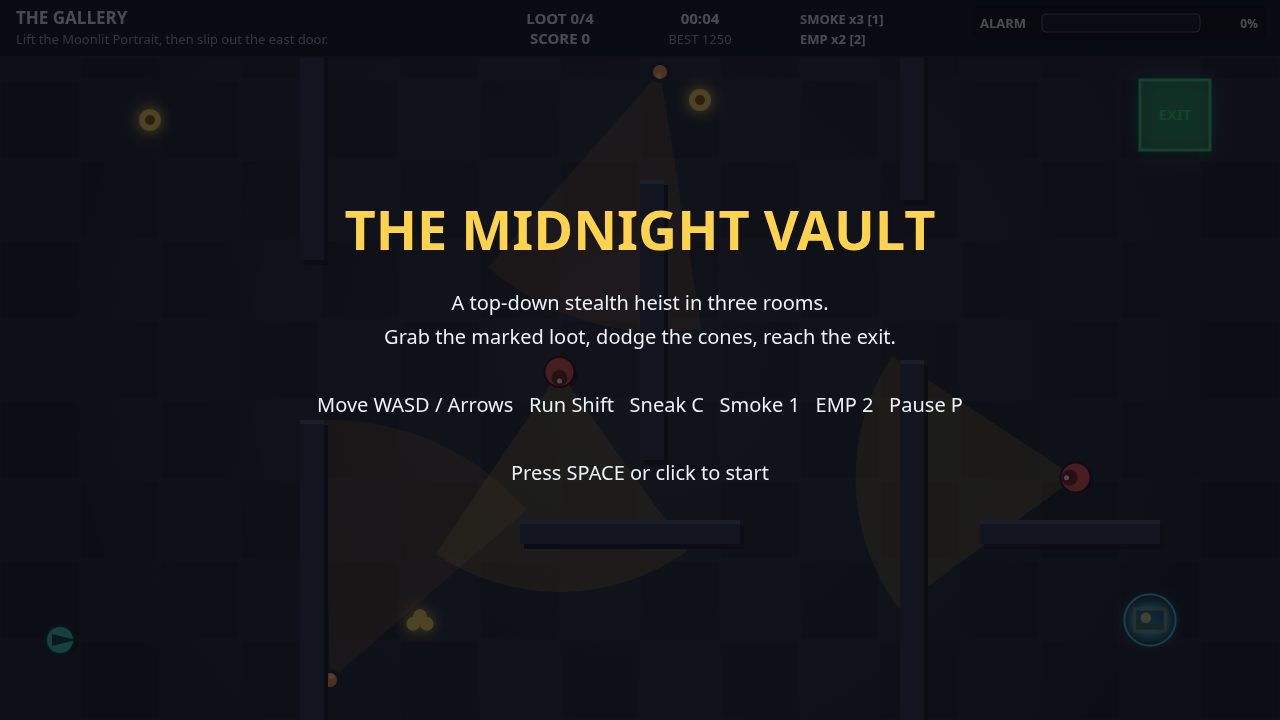 THE GALLERY
Lift the Moonlit Portrait, then slip out the east door.
LOOT 0/4
SCORE 0
00:04
BEST 1250
SMOKE x3 [1]
EMP x2 [2]
ALARM 0%
EXIT
THE MIDNIGHT VAULT
A top-down stealth heist in three rooms.
Grab the marked loot, dodge the cones, reach the exit.
Move WASD / Arrows Run Shift Sneak C Smoke 1 EMP 2 Pause P
Press SPACE or click to start